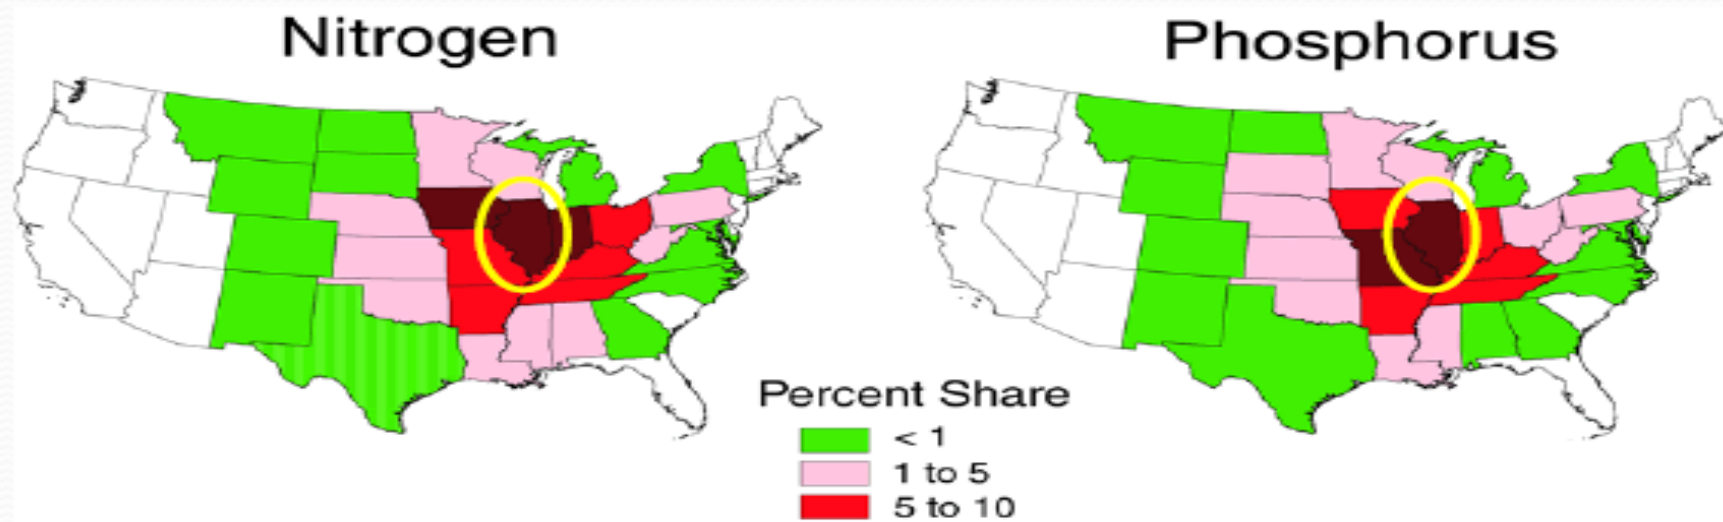 Nitrogen
Phosphorus
Percent Share
< 1
1 to 5
5 to 10